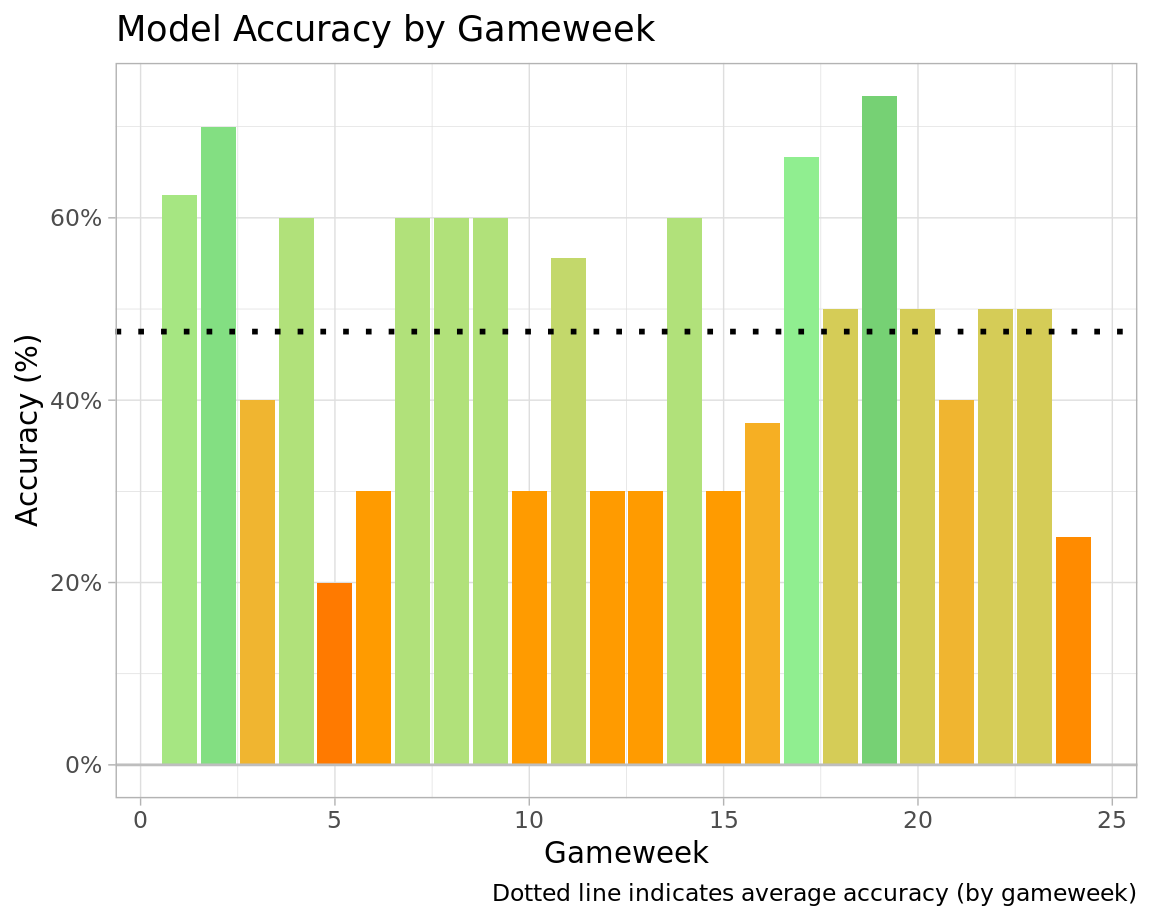 Model Accuracy by Gameweek
Accuracy (%)
60%
40%
20%
0%
0 5 10 15 20 25
Gameweek
Dotted line indicates average accuracy (by gameweek)